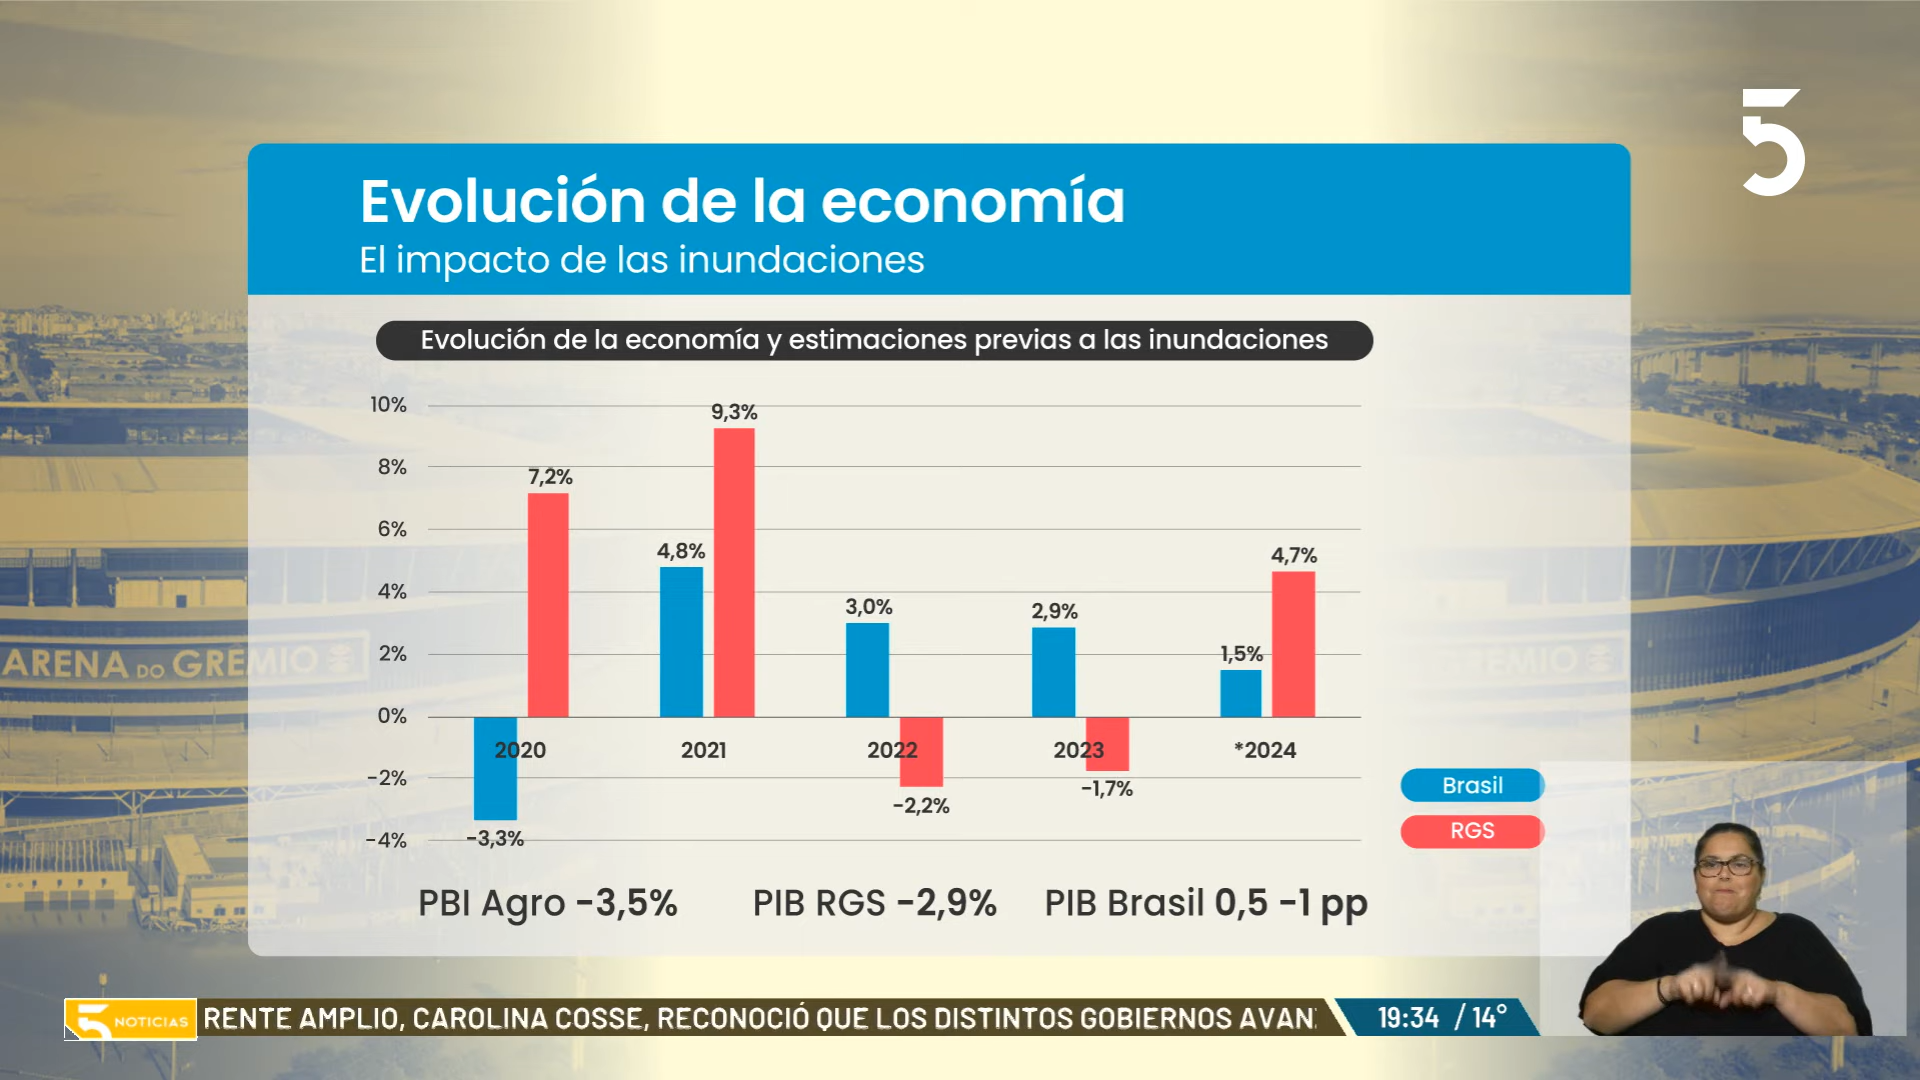 5
Evolución de la economía
El impacto de las inundaciones
Evolución de la economía y estimaciones previas a las inundaciones
10%
8%
6%
4%
2%
0%
-2%
-4%
7,2%
-3,3%
4,8%
9,3%
3,0%
-2,2%
2,9%
-1,7%
1,5%
4,7%
2020
2021
2022
2023
*2024
Brasil
RGS
PBI Agro -3,5%
PIB RGS -2,9%
PIB Brasil 0,5 -1 pp
ARENA DO GRÊMIO
EMIO
5 NOTICIAS
RENTE AMPLIO, CAROLINA COSSE, RECONOCIÓ QUE LOS DISTINTOS GOBIERNOS AVAN
19:34 / 14°